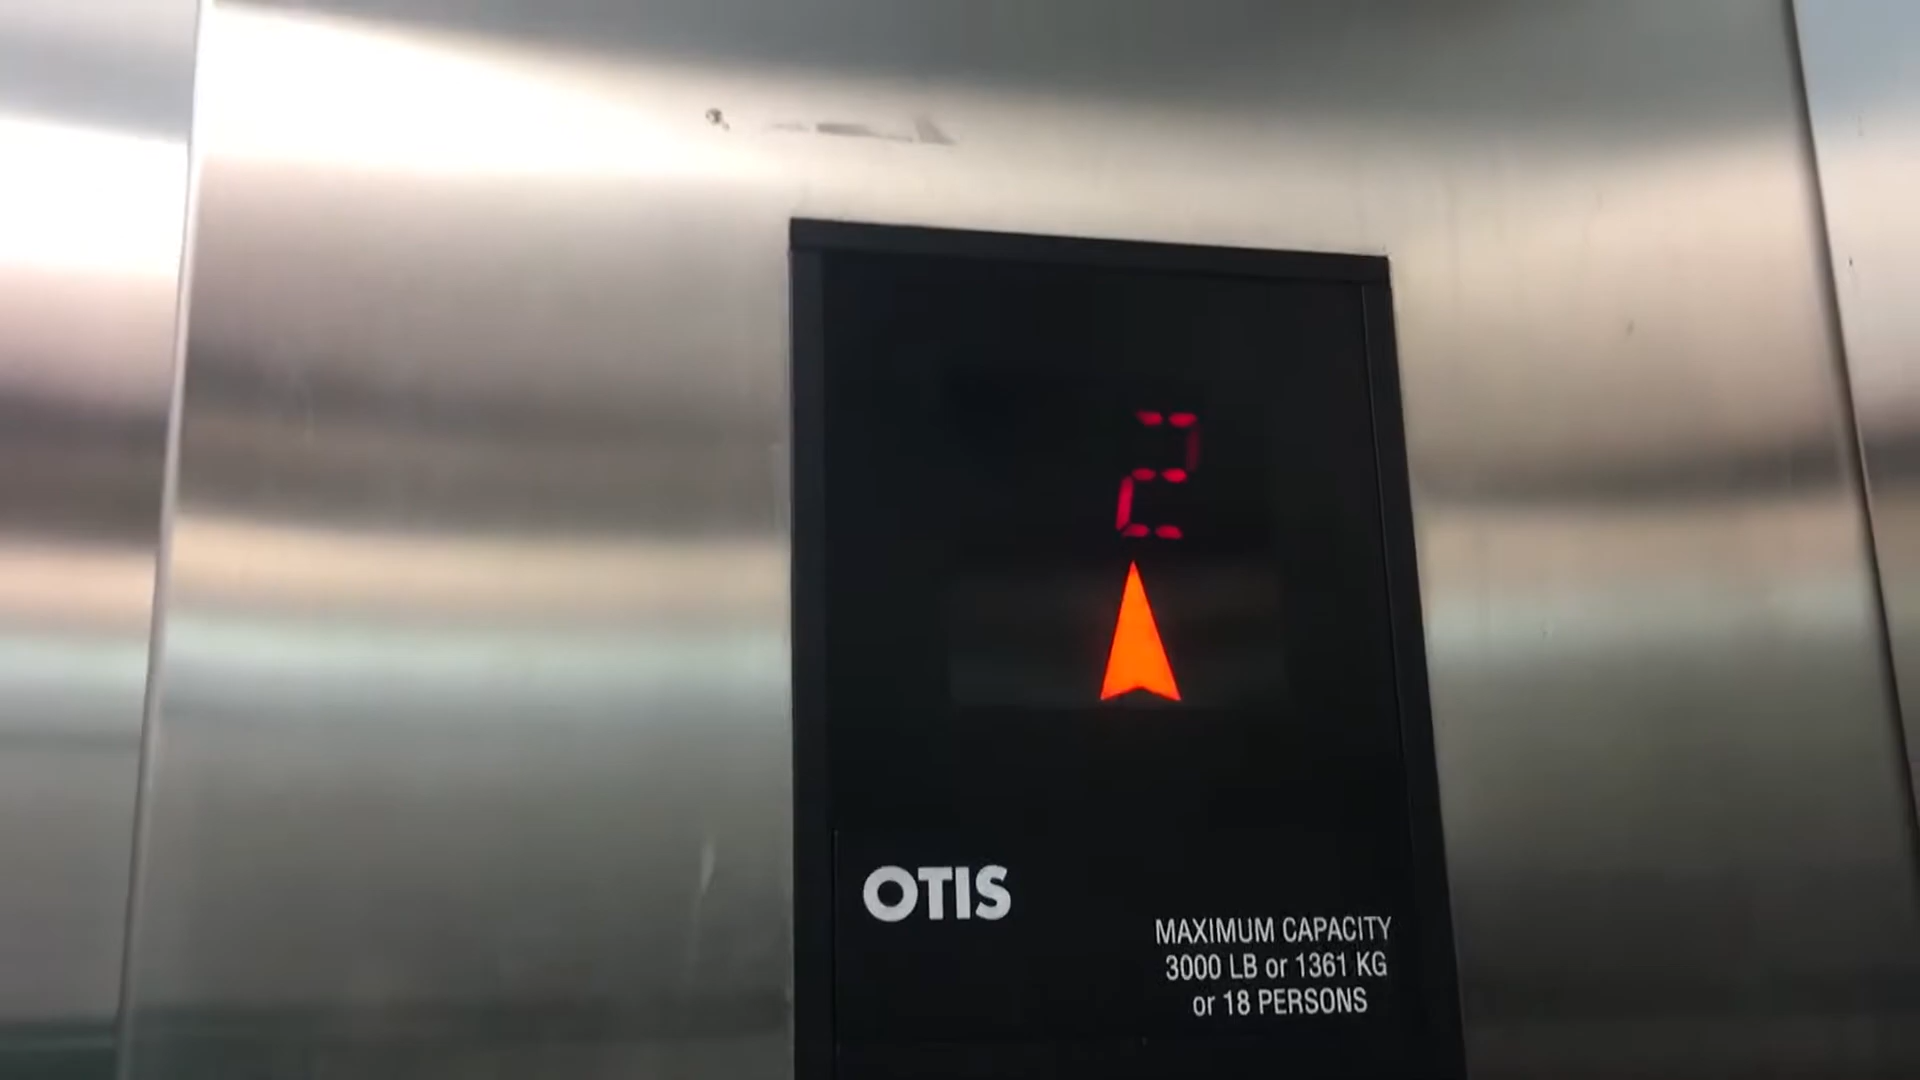 2
OTIS
MAXIMUM CAPACITY
3000 LB or 1361 KG
or 18 PERSONS